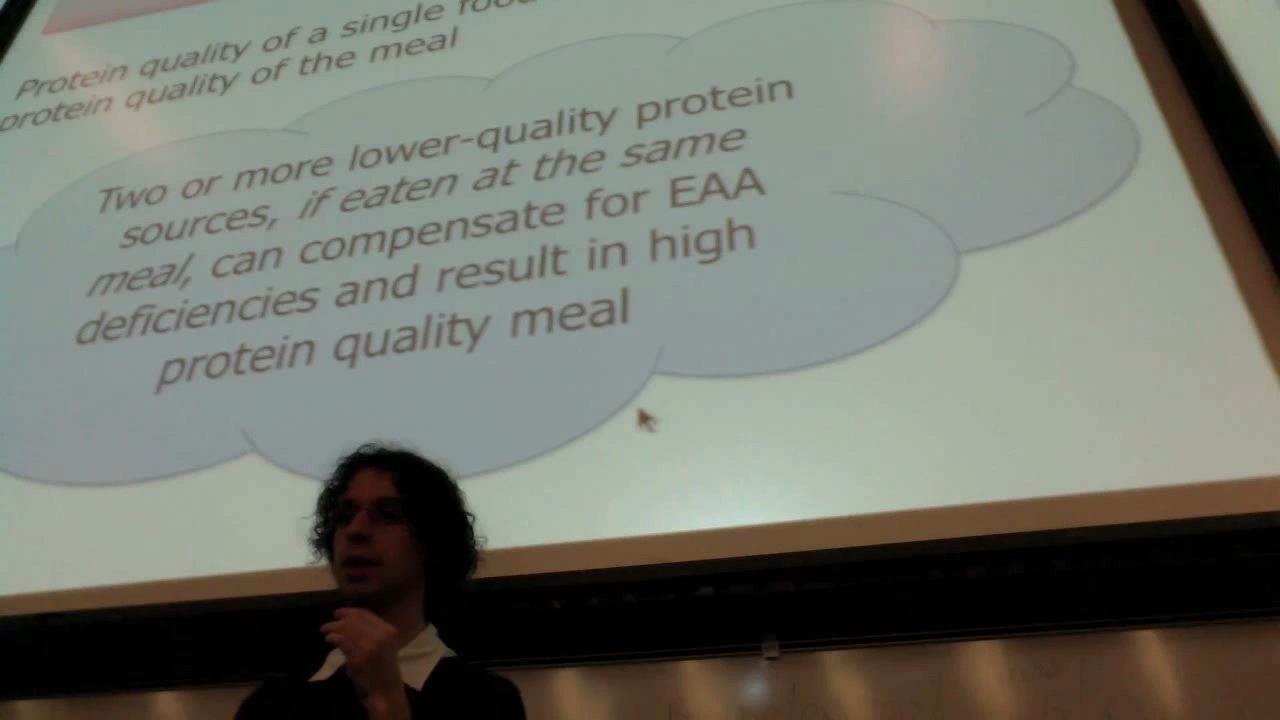 Protein quality of a single food
protein quality of the meal
Two or more lower-quality protein
sources, if eaten at the same
meal, can compensate for EAA
deficiencies and result in high
protein quality meal